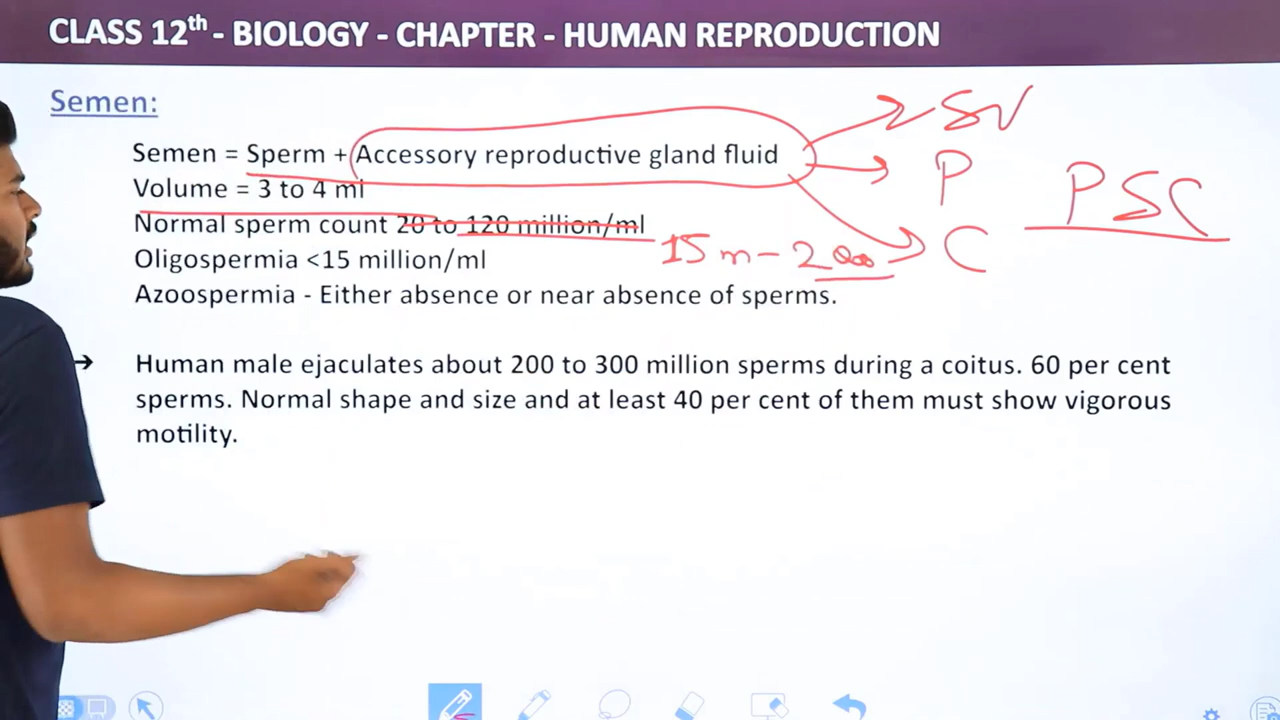 CLASS 12th - BIOLOGY - CHAPTER - HUMAN REPRODUCTION
Semen:
Semen = Sperm + Accessory reproductive gland fluid
SV
P
C
PSC
Volume = 3 to 4 ml
Normal sperm count 20 to 120 million/ml
15 m - 200
Oligospermia <15 million/ml
Azoospermia - Either absence or near absence of sperms.
→ Human male ejaculates about 200 to 300 million sperms during a coitus. 60 per cent
sperms. Normal shape and size and at least 40 per cent of them must show vigorous
motility.